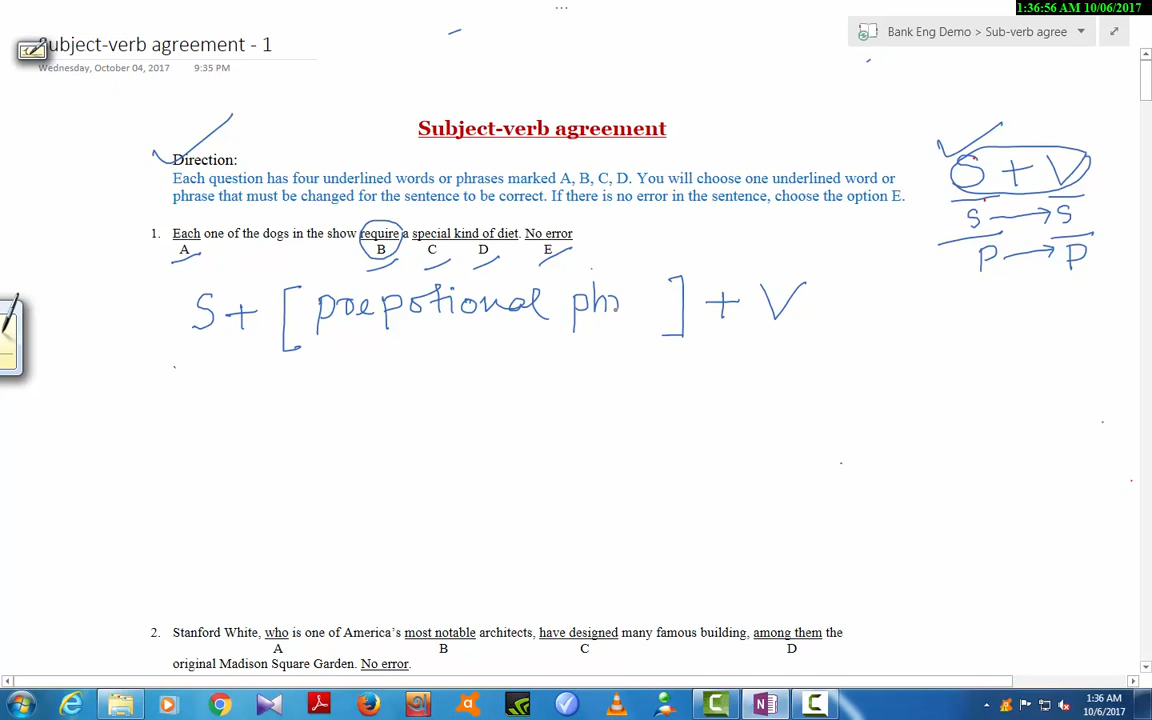 1:36:56 AM 10/06/2017
Subject-verb agreement - 1
Bank Eng Demo > Sub-verb agree
Wednesday, October 04, 2017 9:35 PM
Subject-verb agreement
Direction:
Each question has four underlined words or phrases marked A, B, C, D. You will choose one underlined word or
phrase that must be changed for the sentence to be correct. If there is no error in the sentence, choose the option E.
S + V
S → S
P → P
1. Each one of the dogs in the show require a special kind of diet. No error
A B C D E
S + [ prepotional phr ] + V
2. Stanford White, who is one of America's most notable architects, have designed many famous building, among them the
A B C D
original Madison Square Garden. No error.
1:36 AM
10/6/2017